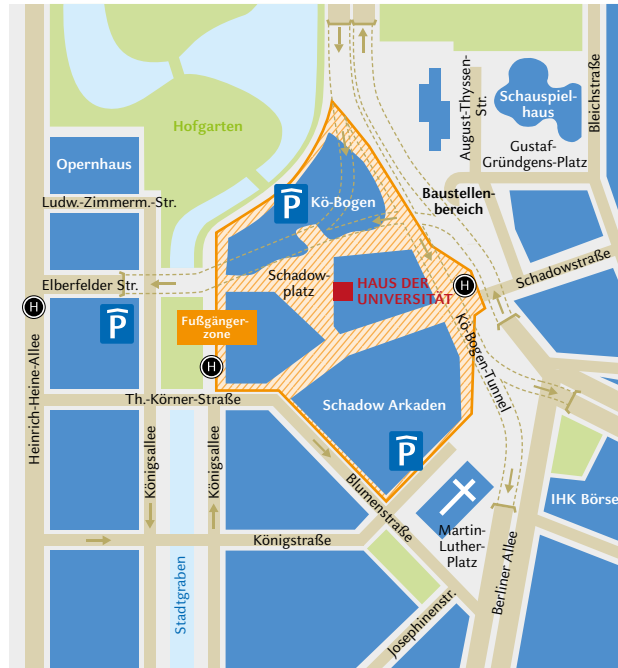 Hofgarten
August-Thyssen-
Str.
Schauspiel-
haus
Bleichstraße
Gustaf-
Gründgens-Platz
Opernhaus
Ludw.-Zimmerm.-Str.
P
Kö-Bogen
Baustellen-
bereich
Schadowstraße
Elberfelder Str.
Schadow-
platz
HAUS DER
UNIVERSITÄT
H
H
P
Fußgänger-
zone
H
Kö-Bogen-Tunnel
Heinrich-Heine-Allee
Th.-Körner-Straße
Schadow Arkaden
P
Königsallee
Königsallee
Blumenstraße
IHK Börse
Königstraße
Martin-
Luther-
Platz
Stadtgraben
Berliner Allee
Josephinenstr.